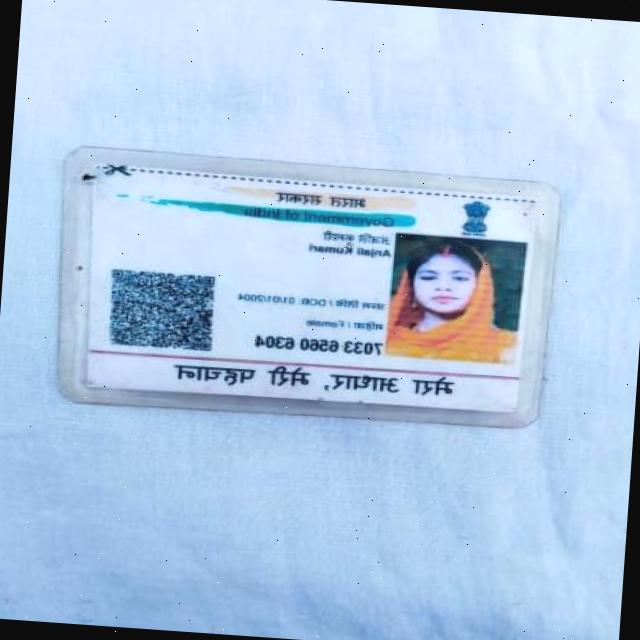 भारत सरकार
Government of India
अंजलि कुमारी
Anjali Kumari
जन्म तिथि / DOB: 01/01/2004
महिला / Female
7033 6560 6304
मेरा आधार, मेरी पहचान